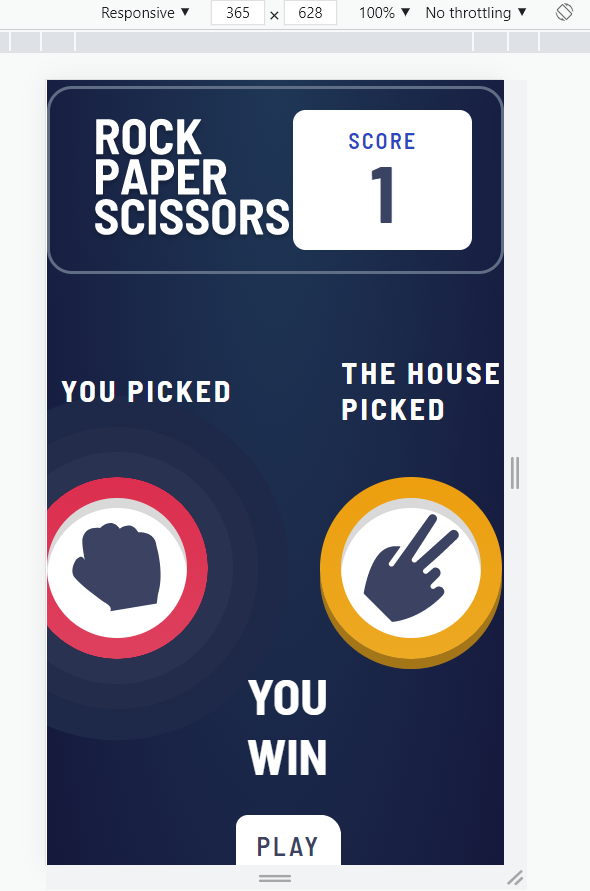 Responsive ▼ 365 × 628 100% ▼ No throttling ▼
ROCK
PAPER
SCISSORS
SCORE
1
YOU PICKED
THE HOUSE
PICKED
YOU
WIN
PLAY